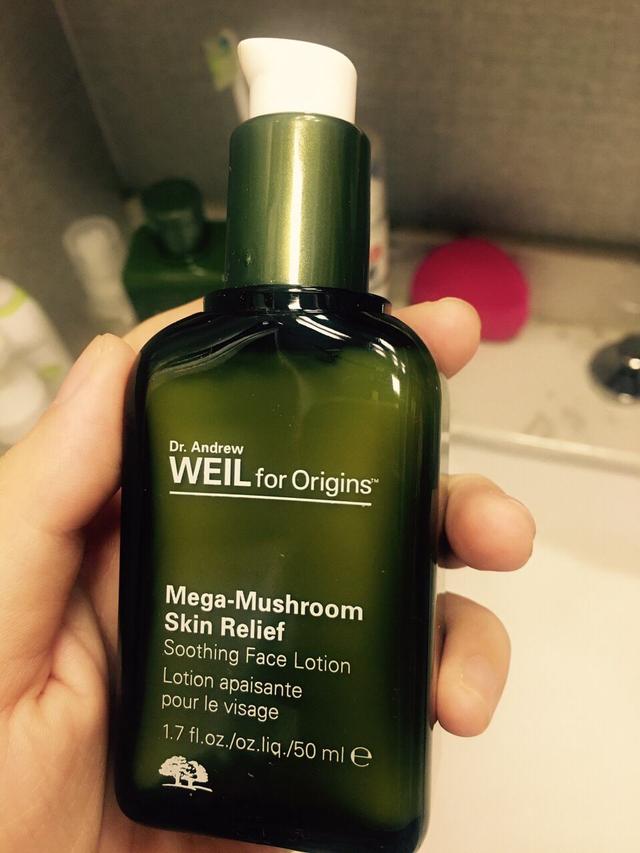 Dr. Andrew
WEIL for Origins™
Mega-Mushroom
Skin Relief
Soothing Face Lotion
Lotion apaisante
pour le visage
1.7 fl.oz./oz.liq./50 ml ℮